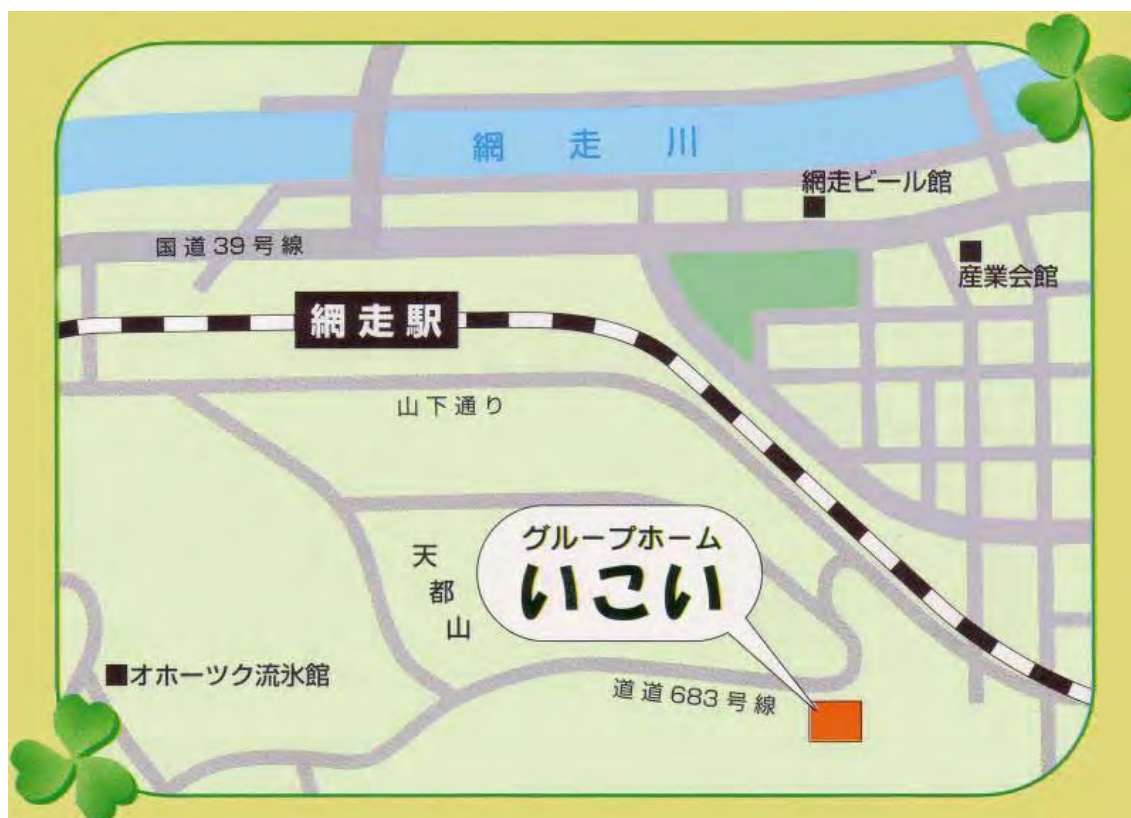 網走川
網走ビール館
国道39号線
産業会館
網走駅
山下通り
グループホーム
いこい
天都山
オホーツク流氷館
道道683号線